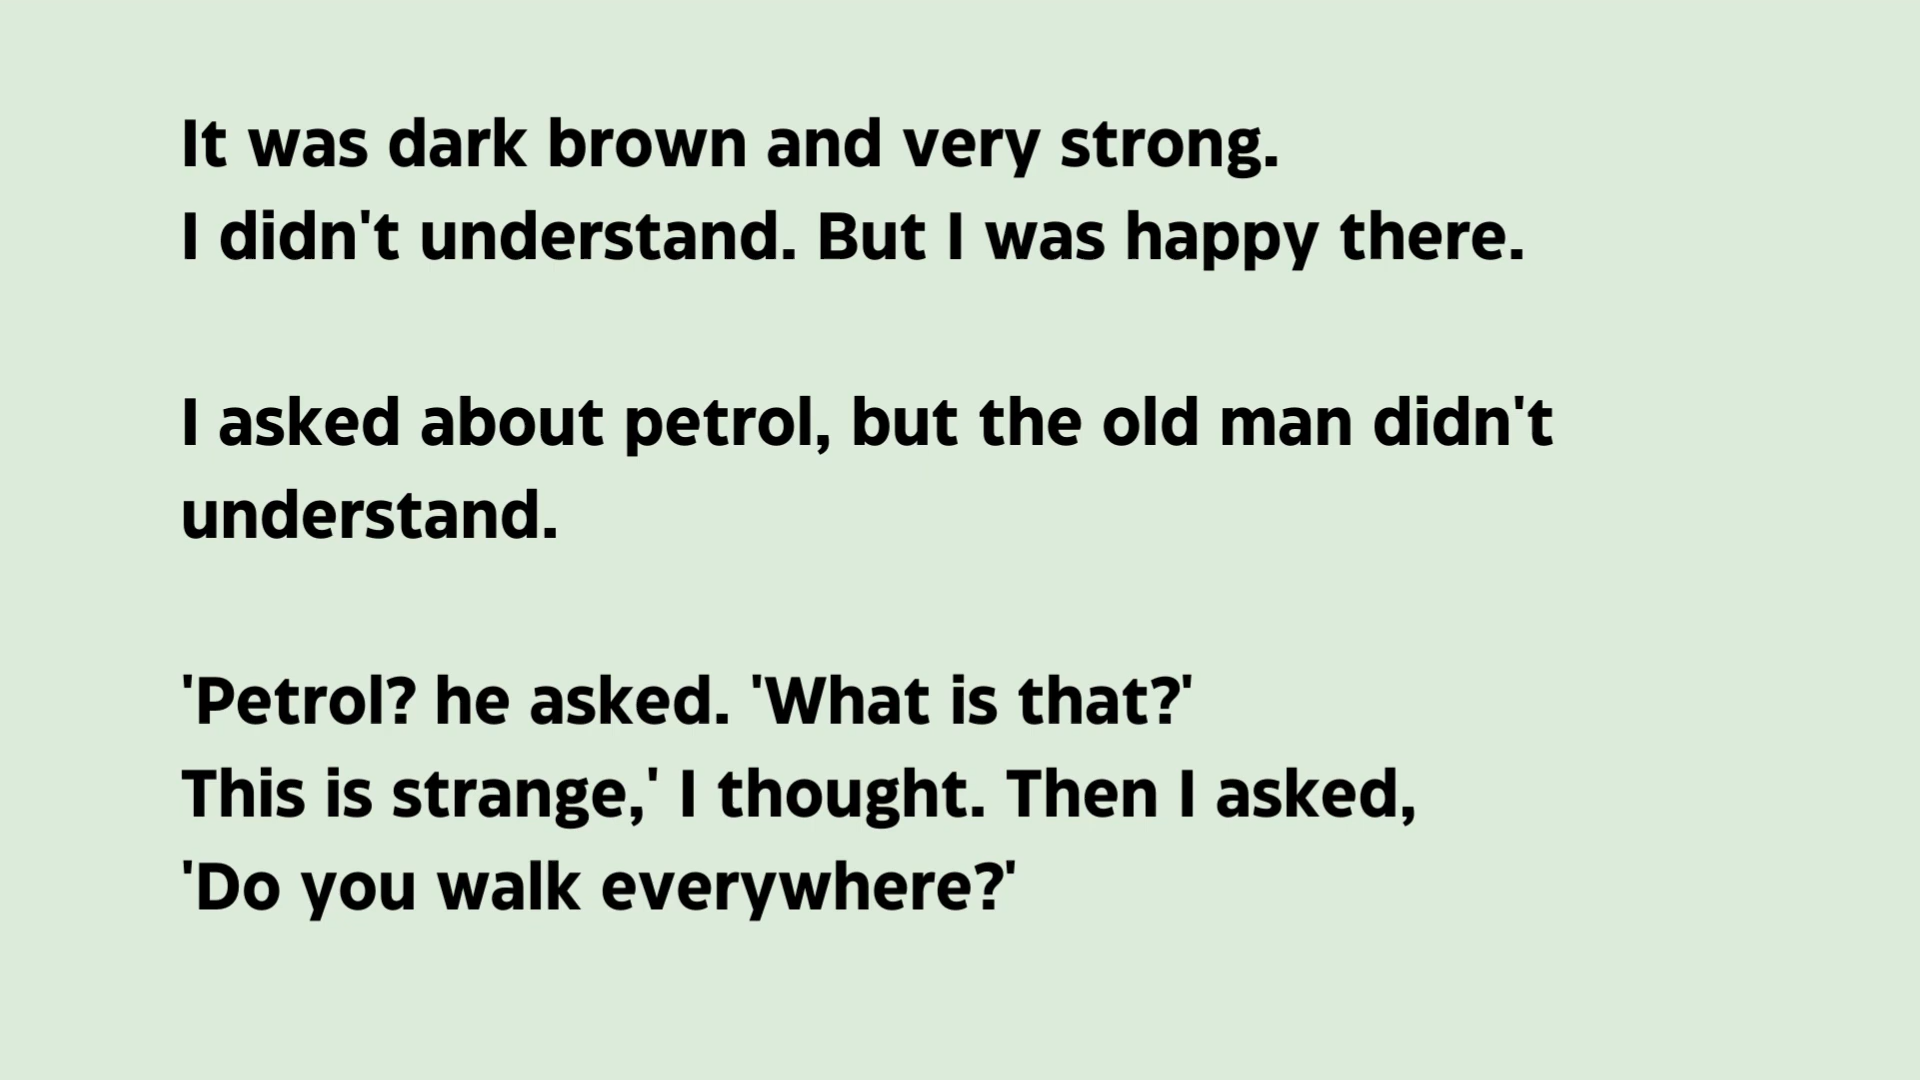 It was dark brown and very strong.
I didn't understand. But I was happy there.
I asked about petrol, but the old man didn't
understand.
'Petrol? he asked. 'What is that?'
This is strange,' I thought. Then I asked,
'Do you walk everywhere?'